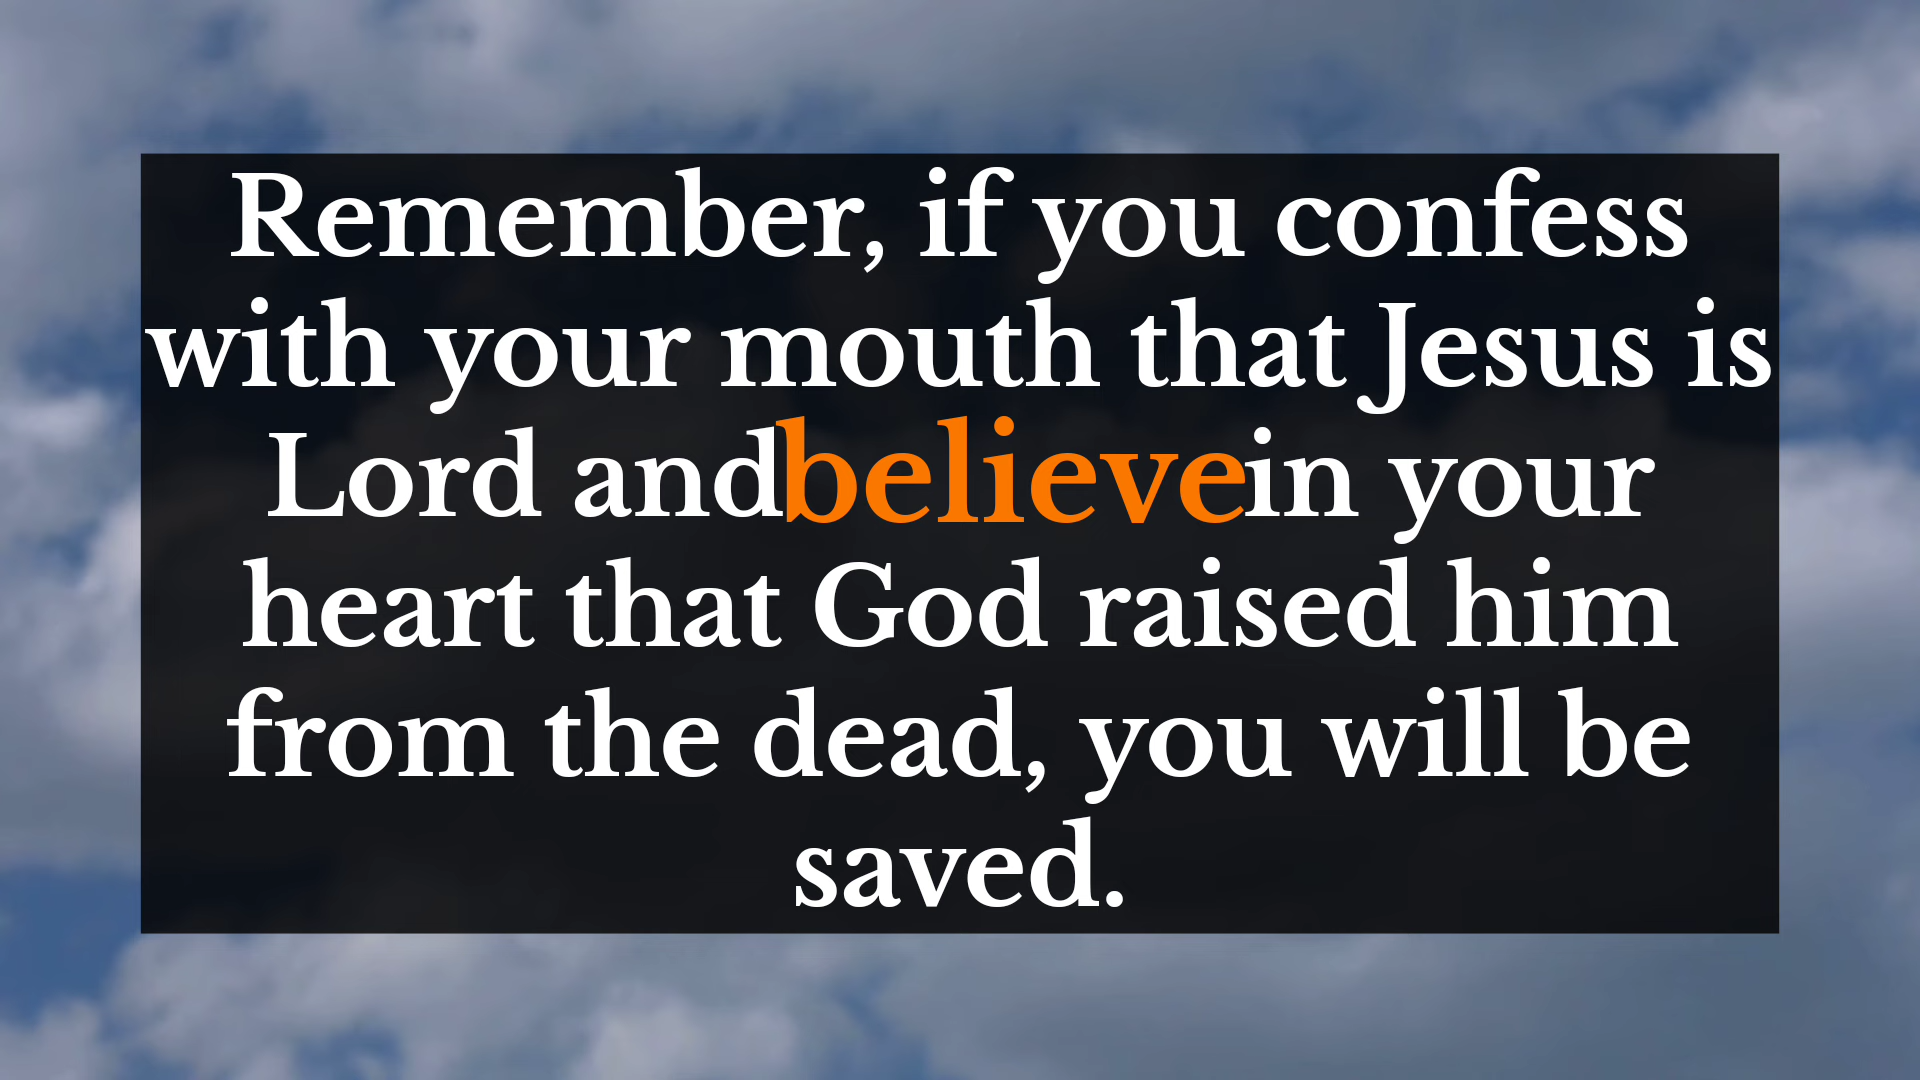 Remember, if you confess
with your mouth that Jesus is
Lord and believe in your
heart that God raised him
from the dead, you will be
saved.